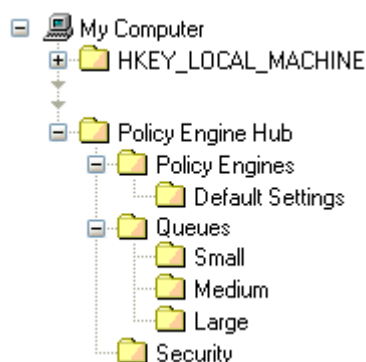 My Computer
HKEY_LOCAL_MACHINE
Policy Engine Hub
Policy Engines
Default Settings
Queues
Small
Medium
Large
Security